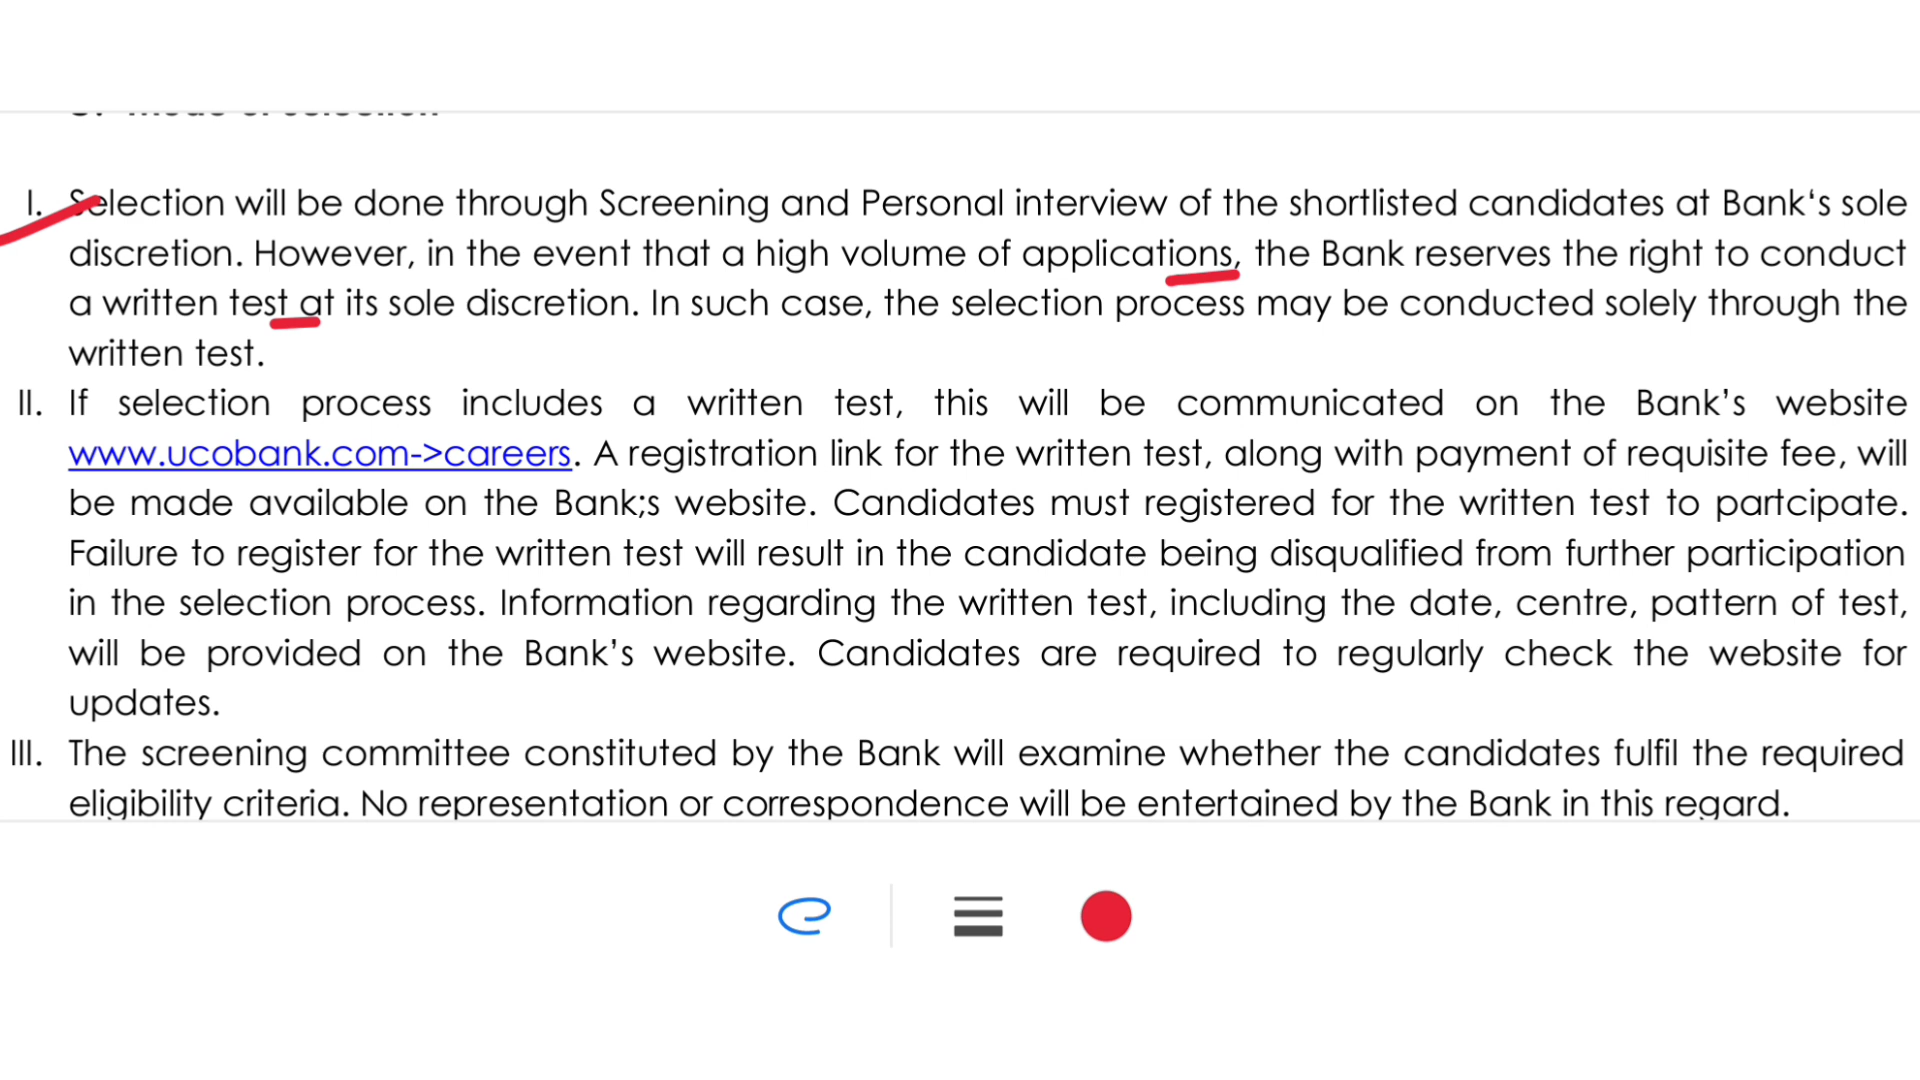 I. Selection will be done through Screening and Personal interview of the shortlisted candidates at Bank‘s sole
discretion. However, in the event that a high volume of applications, the Bank reserves the right to conduct
a written test at its sole discretion. In such case, the selection process may be conducted solely through the
written test.
II. If selection process includes a written test, this will be communicated on the Bank’s website
www.ucobank.com->careers. A registration link for the written test, along with payment of requisite fee, will
be made available on the Bank;s website. Candidates must registered for the written test to partcipate.
Failure to register for the written test will result in the candidate being disqualified from further participation
in the selection process. Information regarding the written test, including the date, centre, pattern of test,
will be provided on the Bank’s website. Candidates are required to regularly check the website for
updates.
III. The screening committee constituted by the Bank will examine whether the candidates fulfil the required
eligibility criteria. No representation or correspondence will be entertained by the Bank in this regard.